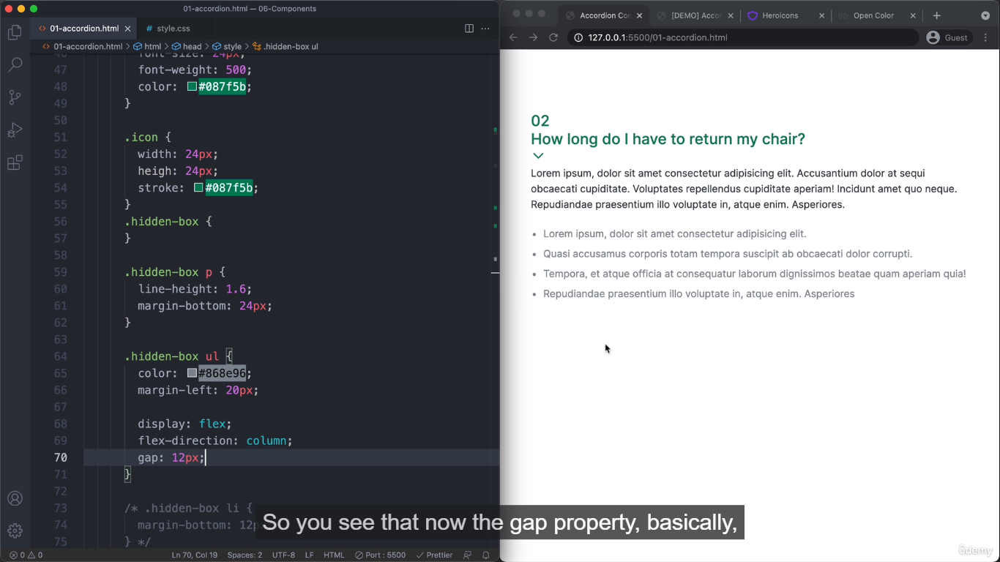 01-accordion.html — 06-Components
01-accordion.html
style.css
01-accordion.html > html > head > style > .hidden-box ul
46 font-size: 24px;
47 font-weight: 500;
48 color: #087f5b;
49 }
50
51 .icon {
52 width: 24px;
53 heigh: 24px;
54 stroke: #087f5b;
55 }
56 .hidden-box {
57 }
58
59 .hidden-box p {
60 line-height: 1.6;
61 margin-bottom: 24px;
62 }
63
64 .hidden-box ul {
65 color: #868e96;
66 margin-left: 20px;
67
68 display: flex;
69 flex-direction: column;
70 gap: 12px;
71 }
72
73 /* .hidden-box li {
74 margin-bottom: 12p
75 } */
Ln 70, Col 19 Spaces: 2 UTF-8 LF HTML Port : 5500 Prettier
0 0
Accordion Co
[DEMO] Accor
Heroicons
Open Color
127.0.0.1:5500/01-accordion.html
Guest
02
How long do I have to return my chair?
Lorem ipsum, dolor sit amet consectetur adipisicing elit. Accusantium dolor at sequi
obcaecati cupiditate. Voluptates repellendus cupiditate aperiam! Incidunt amet quo neque.
Repudiandae praesentium illo voluptate in, atque enim. Asperiores.
• Lorem ipsum, dolor sit amet consectetur adipisicing elit.
• Quasi accusamus corporis totam tempora suscipit ab obcaecati dolor corrupti.
• Tempora, et atque officia at consequatur laborum dignissimos beatae quam aperiam quia!
• Repudiandae praesentium illo voluptate in, atque enim. Asperiores
So you see that now the gap property, basically,
ûdemy